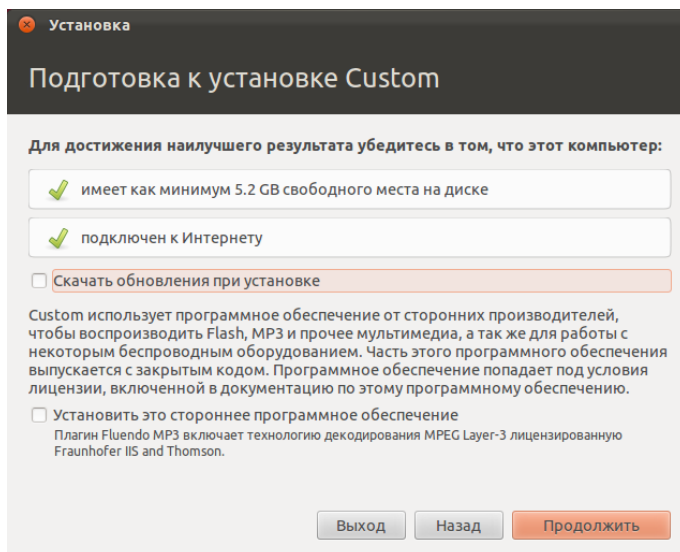 Установка
Подготовка к установке Custom
Для достижения наилучшего результата убедитесь в том, что этот компьютер:
имеет как минимум 5.2 GB свободного места на диске
подключен к Интернету
Скачать обновления при установке
Custom использует программное обеспечение от сторонних производителей,
чтобы воспроизводить Flash, MP3 и прочее мультимедиа, а так же для работы с
некоторым беспроводным оборудованием. Часть этого программного обеспечения
выпускается с закрытым кодом. Программное обеспечение попадает под условия
лицензии, включенной в документацию по этому программному обеспечению.
Установить это стороннее программное обеспечение
Плагин Fluendo MP3 включает технологию декодирования MPEG Layer-3 лицензированную
Fraunhofer IIS and Thomson.
Выход Назад Продолжить